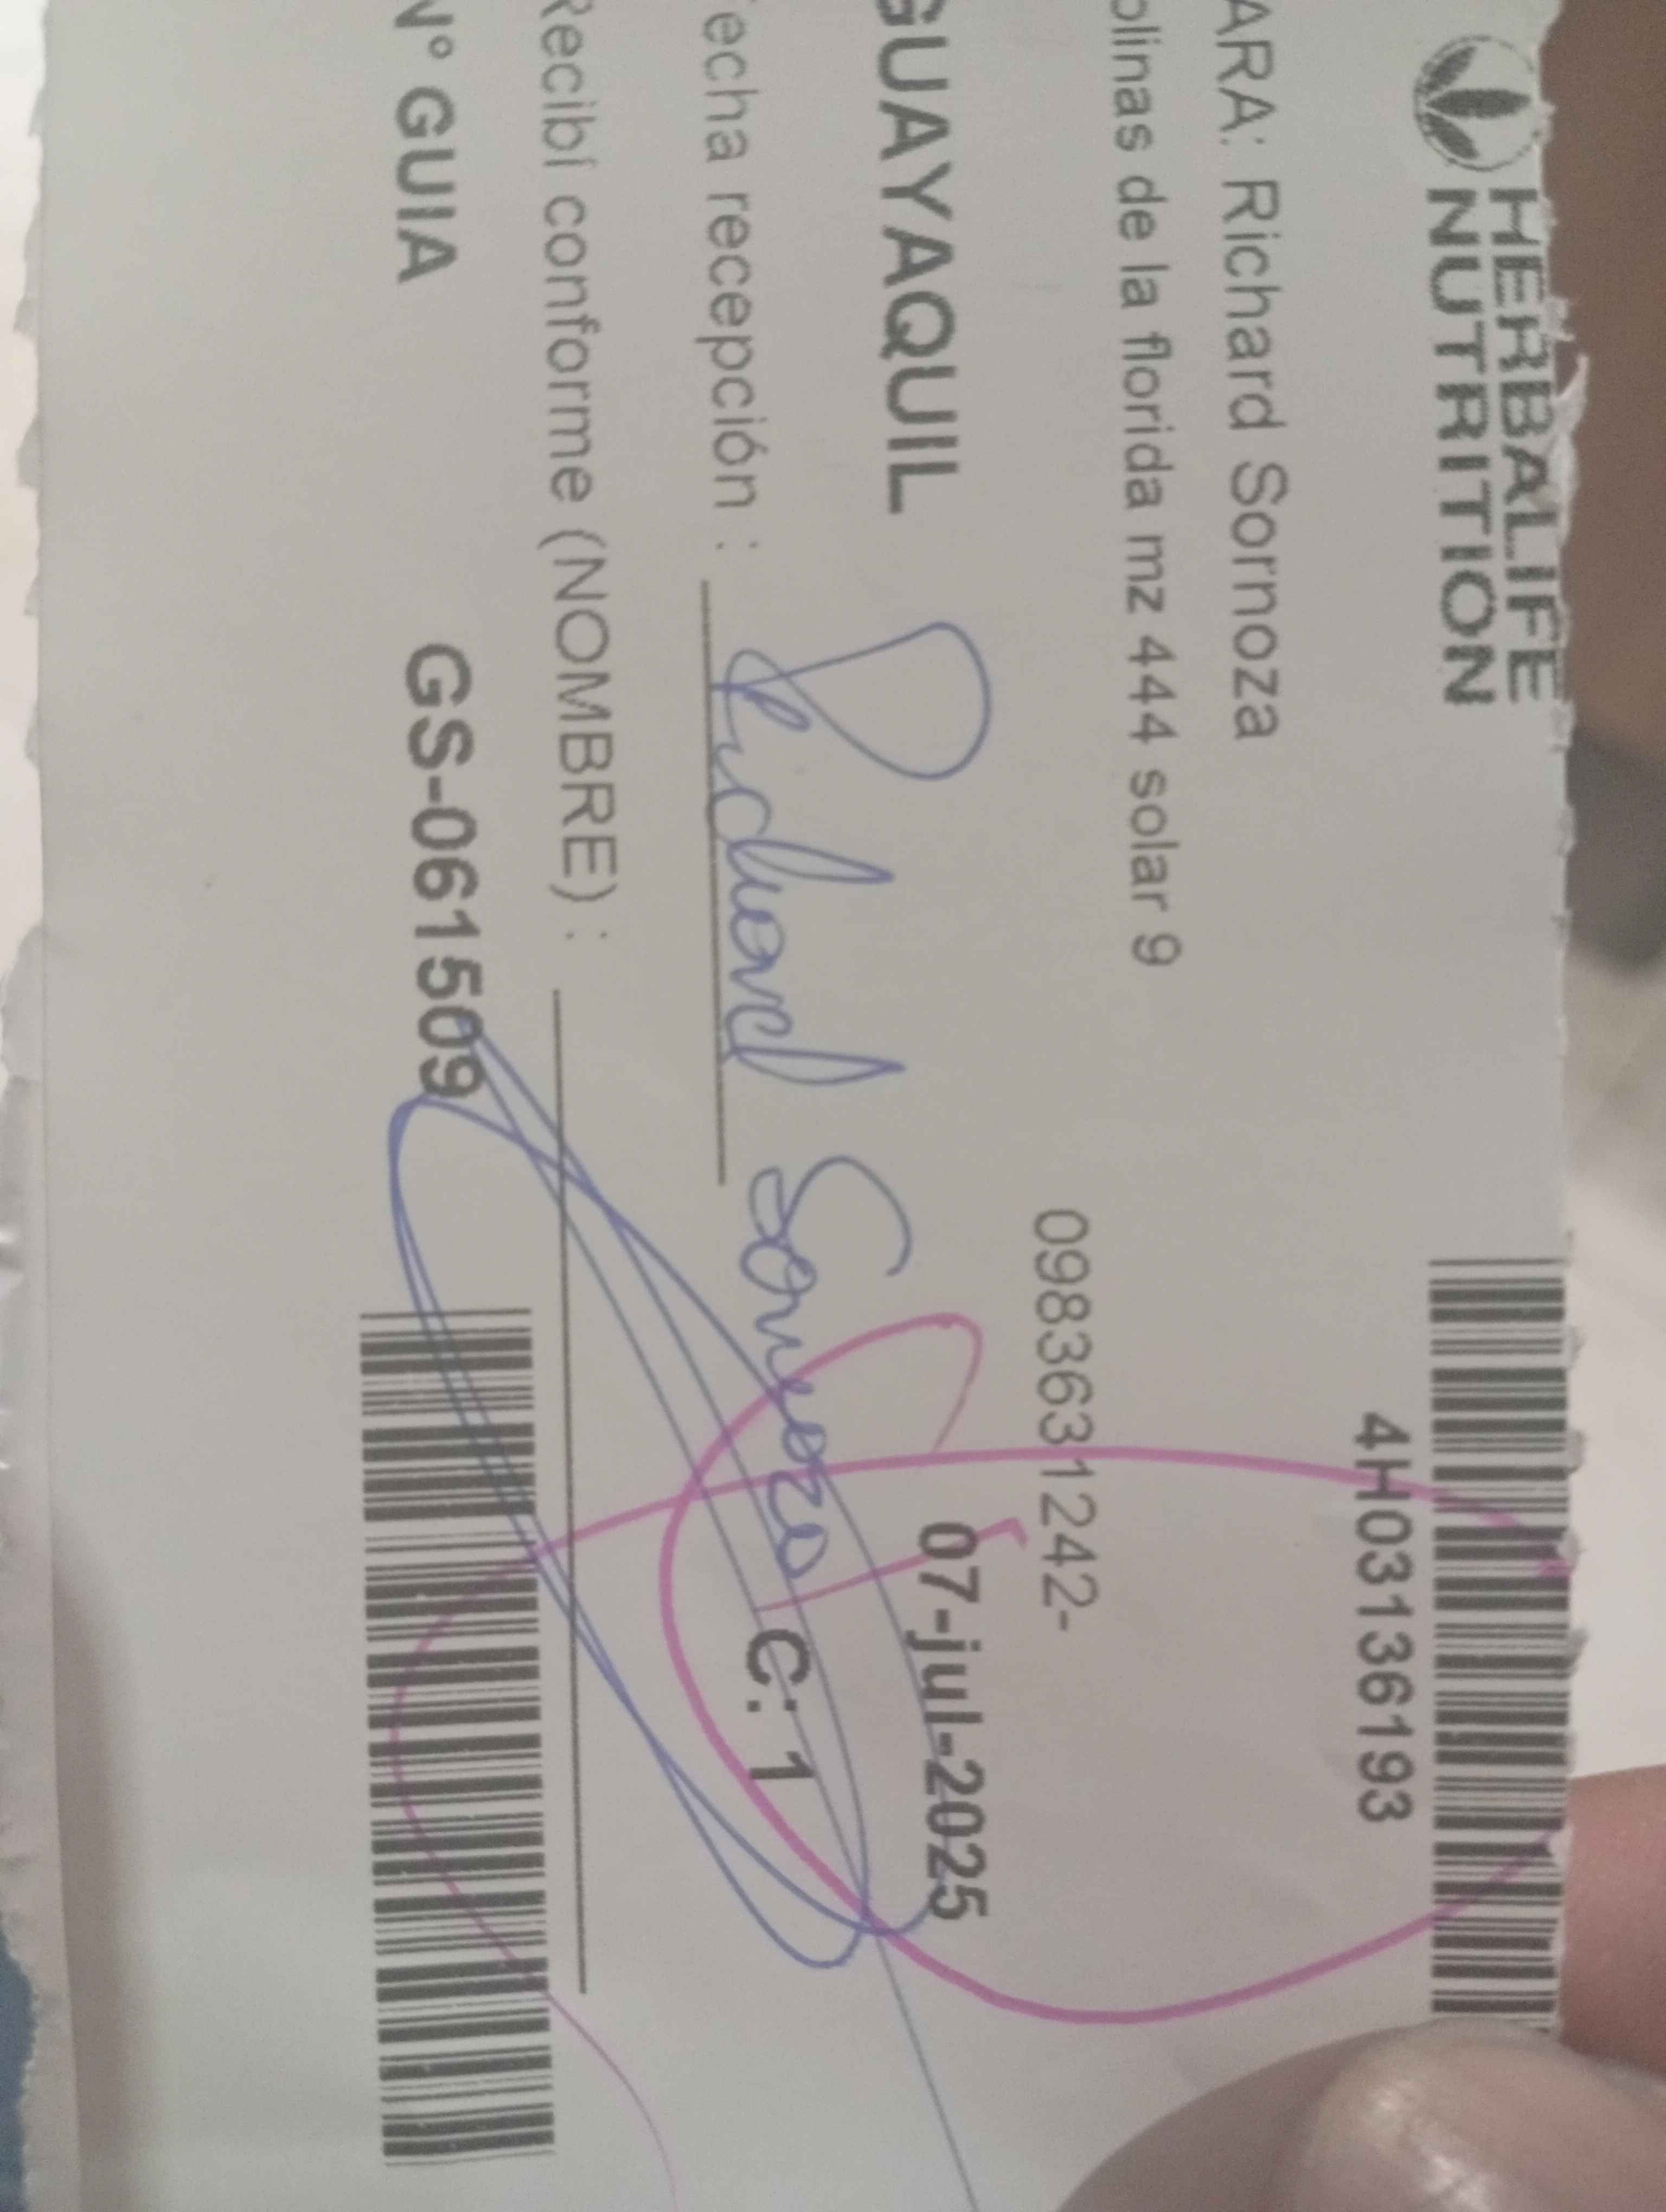 HERBALIFE
NUTRITION
4H03136193
ARA: Richard Sornoza
olinas de la florida mz 444 solar 9
0983631242-
GUAYAQUIL
07-jul-2025
echa recepción :
Richard Sornoza
C: 1
Recibí conforme (NOMBRE) :
N° GUIA
GS-061509